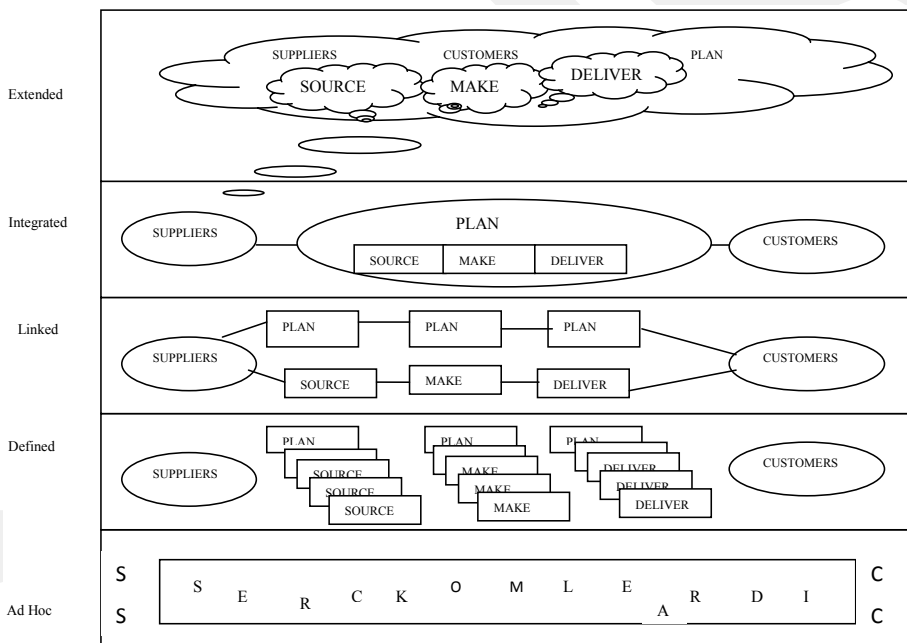 Extended
SUPPLIERS CUSTOMERS PLAN
SOURCE MAKE DELIVER
Integrated
SUPPLIERS PLAN CUSTOMERS
SOURCE MAKE DELIVER
Linked
PLAN PLAN PLAN
SUPPLIERS CUSTOMERS
SOURCE MAKE DELIVER
Defined
PLAN PLAN PLAN
SUPPLIERS CUSTOMERS
SOURCE MAKE DELIVER
SOURCE MAKE DELIVER
SOURCE MAKE DELIVER
Ad Hoc
S S E R C K O M L E A R D I C
S C